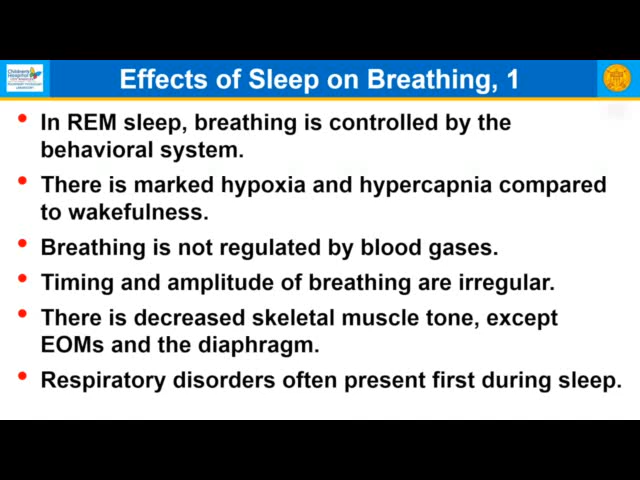 Effects of Sleep on Breathing, 1
Childrens
Hospital
• In REM sleep, breathing is controlled by the
behavioral system.
• There is marked hypoxia and hypercapnia compared
to wakefulness.
• Breathing is not regulated by blood gases.
• Timing and amplitude of breathing are irregular.
• There is decreased skeletal muscle tone, except
EOMs and the diaphragm.
• Respiratory disorders often present first during sleep.